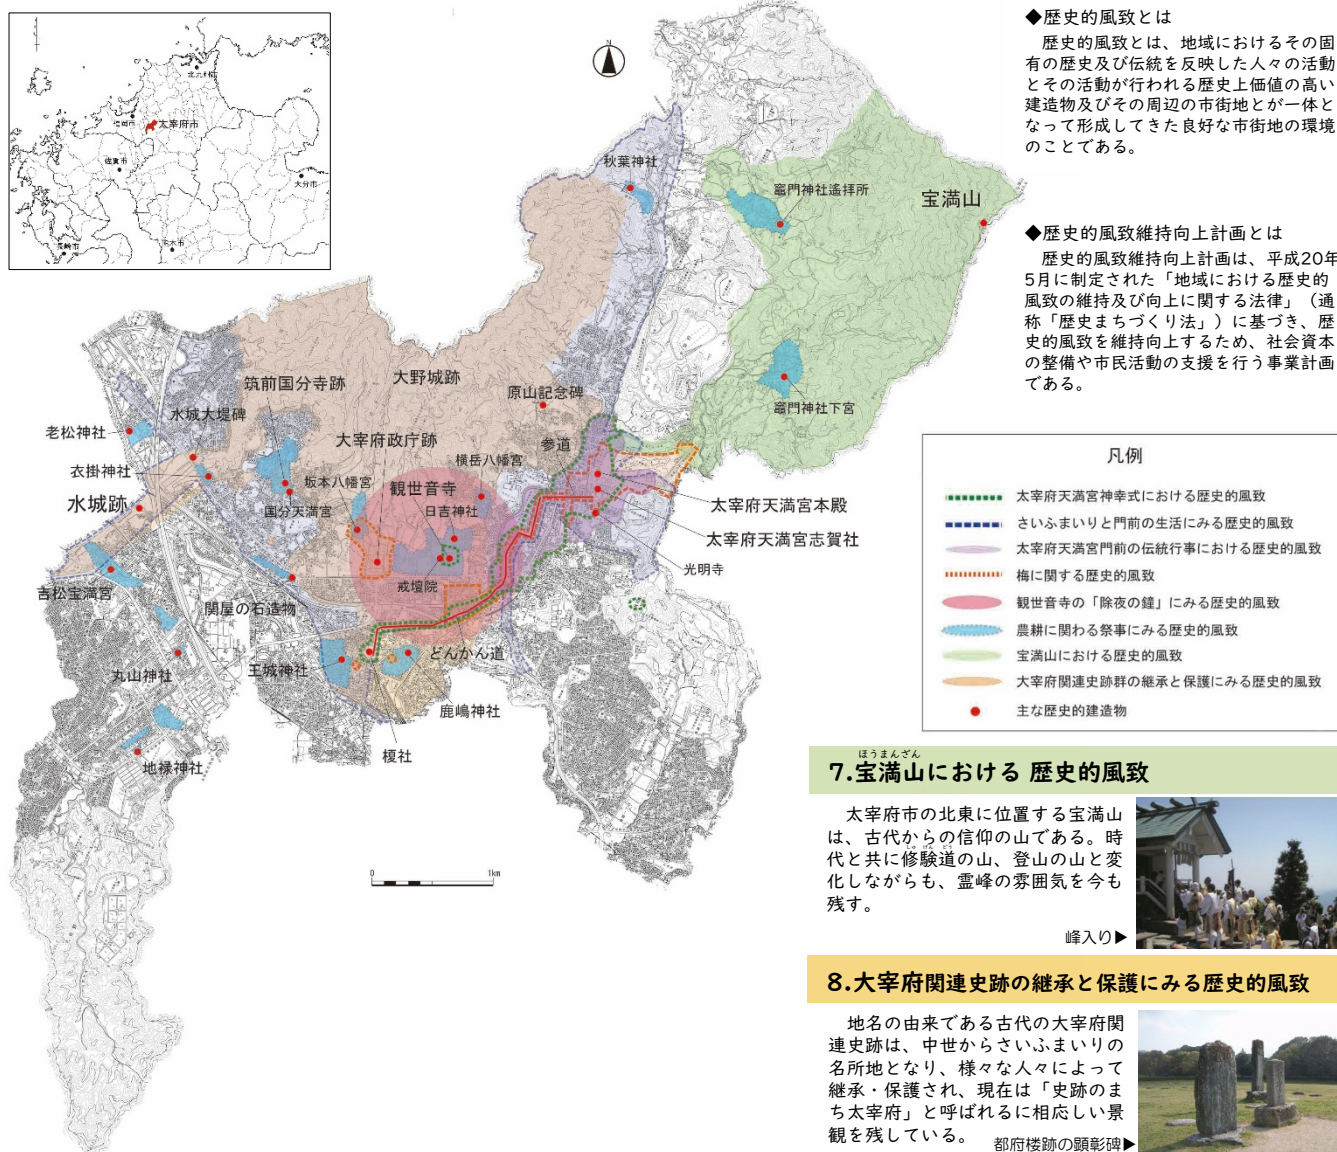 北九州市
福岡市
太宰府市
佐賀市
大分市
長崎市
N
秋葉神社
竈門神社遙拝所
宝満山
竈門神社下宮
筑前国分寺跡
大野城跡
原山記念碑
水城大堤碑
老松神社
大宰府政庁跡
参道
衣掛神社
坂本八幡宮
横岳八幡宮
観世音寺
水城跡
国分天満宮
日吉神社
太宰府天満宮本殿
太宰府天満宮志賀社
光明寺
戒壇院
吉松宝満宮
関屋の石造物
どんかん道
王城神社
丸山神社
鹿嶋神社
榎社
地禄神社
0
1km
◆歴史的風致とは
歴史的風致とは、地域におけるその固
有の歴史及び伝統を反映した人々の活動
とその活動が行われる歴史上価値の高い
建造物及びその周辺の市街地とが一体と
なって形成してきた良好な市街地の環境
のことである。
◆歴史的風致維持向上計画とは
歴史的風致維持向上計画は、平成20年
5月に制定された「地域における歴史的
風致の維持及び向上に関する法律」（通
称「歴史まちづくり法」）に基づき、歴
史的風致を維持向上するため、社会資本
の整備や市民活動の支援を行う事業計画
である。
凡例
太宰府天満宮神幸式における歴史的風致
さいふまいりと門前の生活にみる歴史的風致
太宰府天満宮門前の伝統行事における歴史的風致
梅に関する歴史的風致
観世音寺の「除夜の鐘」にみる歴史的風致
農耕に関わる祭事にみる歴史的風致
宝満山における歴史的風致
大宰府関連史跡群の継承と保護にみる歴史的風致
主な歴史的建造物
ほうまんざん
7.宝満山における 歴史的風致
太宰府市の北東に位置する宝満山
は、古代からの信仰の山である。時
しゅ げん どう
代と共に修験道の山、登山の山と変
化しながらも、霊峰の雰囲気を今も
残す。
峰入り▶
8.大宰府関連史跡の継承と保護にみる歴史的風致
地名の由来である古代の大宰府関
連史跡は、中世からさいふまいりの
名所地となり、様々な人々によって
継承・保護され、現在は「史跡のま
ち太宰府」と呼ばれるに相応しい景
観を残している。
都府楼跡の顕彰碑▶